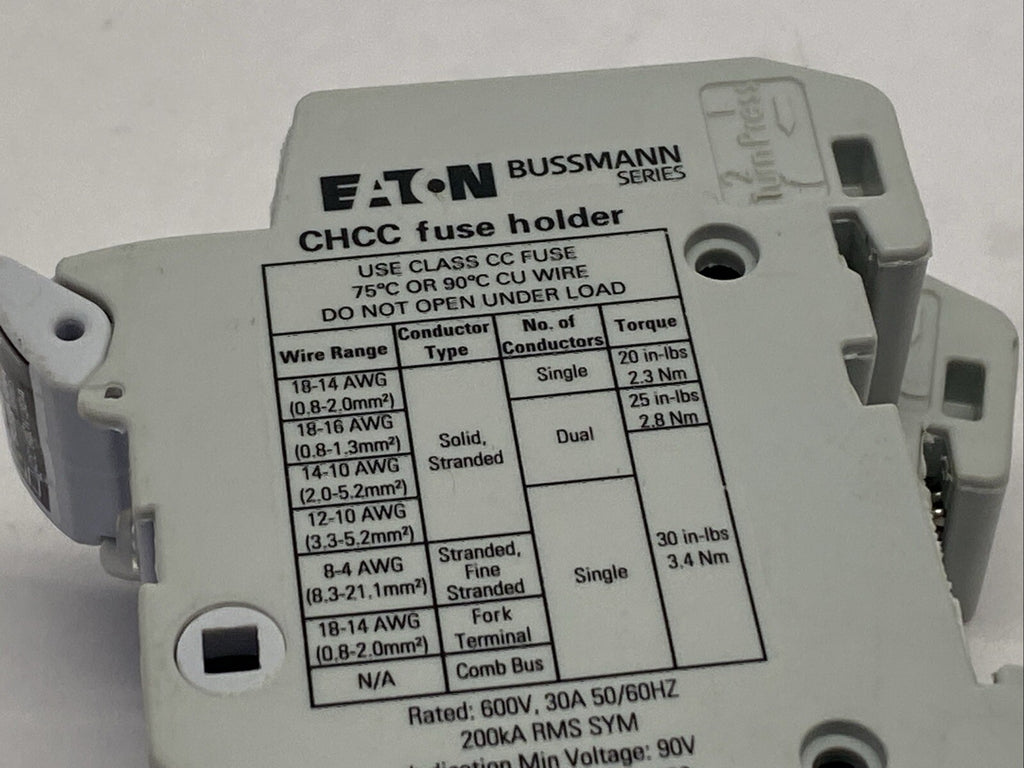 EATON BUSSMANN
SERIES
CHCC fuse holder
USE CLASS CC FUSE
75°C OR 90°C CU WIRE
DO NOT OPEN UNDER LOAD
Wire Range Conductor Type No. of Conductors Torque
18-14 AWG
(0.8-2.0mm²)
18-16 AWG
(0.8-1.3mm²)
14-10 AWG
(2.0-5.2mm²)
12-10 AWG
(3.3-5.2mm²)
8-4 AWG
(8.3-21.1mm²)
18-14 AWG
(0.8-2.0mm²)
N/A
Solid,
Stranded
Stranded,
Fine
Stranded
Fork
Terminal
Comb Bus
Single
Dual
Single
20 in-lbs
2.3 Nm
25 in-lbs
2.8 Nm
30 in-lbs
3.4 Nm
Rated: 600V, 30A 50/60HZ
200kA RMS SYM
Min Voltage: 90V
1 Press
2 Turn